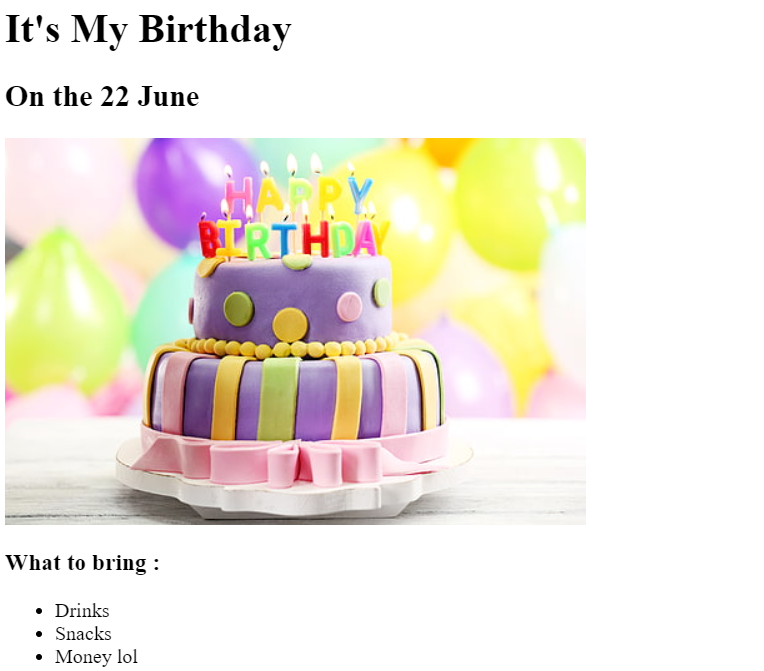 It's My Birthday
On the 22 June
HAPPY
BIRTHDAY
What to bring :
Drinks
Snacks
Money lol